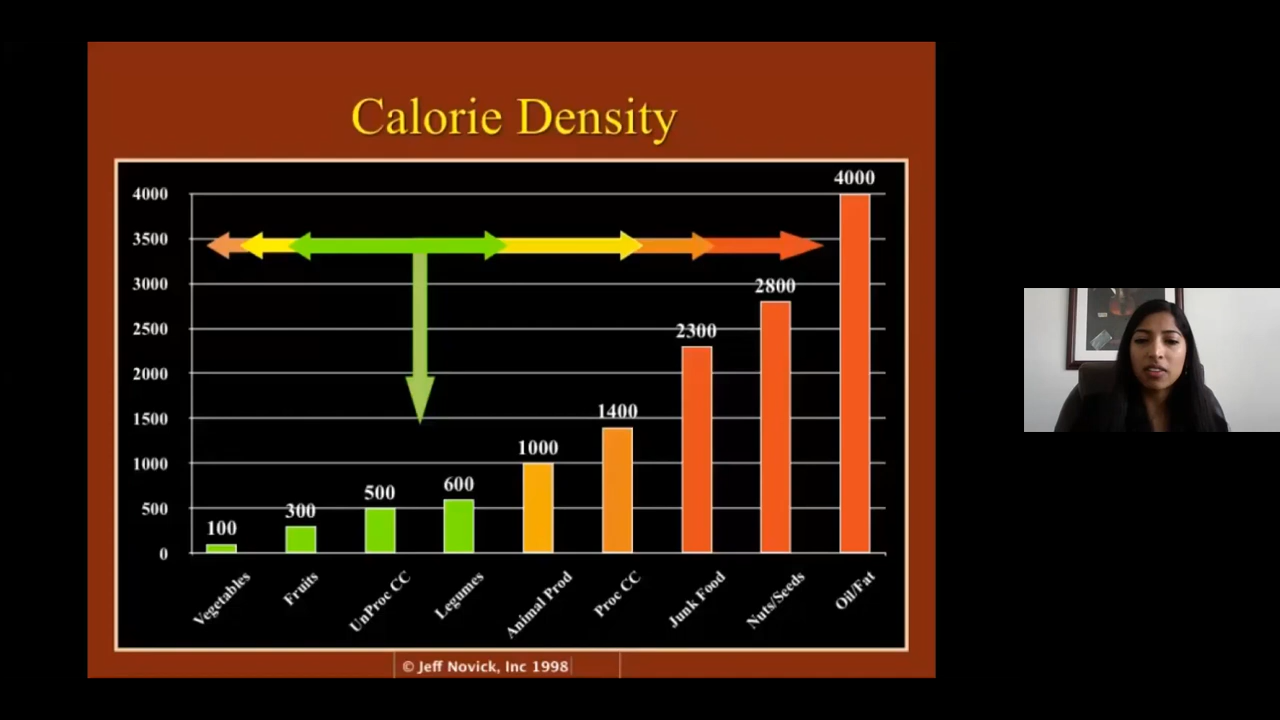 Calorie Density
4000
3500
3000
2500
2000
1500
1000
500
0
100
300
500
600
1000
1400
2300
2800
4000
Vegetables
Fruits
UnProc CC
Legumes
Animal Prod
Proc CC
Junk Food
Nuts/Seeds
Oil/Fat
© Jeff Novick, Inc 1998